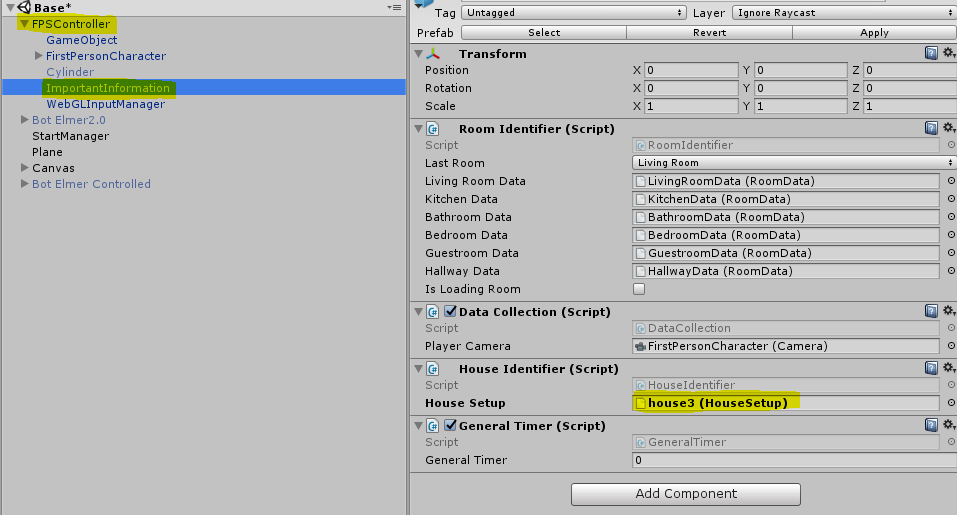 Base*
FPSController
GameObject
FirstPersonCharacter
Cylinder
ImportantInformation
WebGLInputManager
Bot Elmer2.0
StartManager
Plane
Canvas
Bot Elmer Controlled
Tag Untagged Layer Ignore Raycast
Prefab Select Revert Apply
Transform
Position X 0 Y 0 Z 0
Rotation X 0 Y 0 Z 0
Scale X 1 Y 1 Z 1
Room Identifier (Script)
Script RoomIdentifier
Last Room Living Room
Living Room Data LivingRoomData (RoomData)
Kitchen Data KitchenData (RoomData)
Bathroom Data BathroomData (RoomData)
Bedroom Data BedroomData (RoomData)
Guestroom Data GuestroomData (RoomData)
Hallway Data HallwayData (RoomData)
Is Loading Room
Data Collection (Script)
Script DataCollection
Player Camera FirstPersonCharacter (Camera)
House Identifier (Script)
Script HouseIdentifier
House Setup house3 (HouseSetup)
General Timer (Script)
Script GeneralTimer
General Timer 0
Add Component